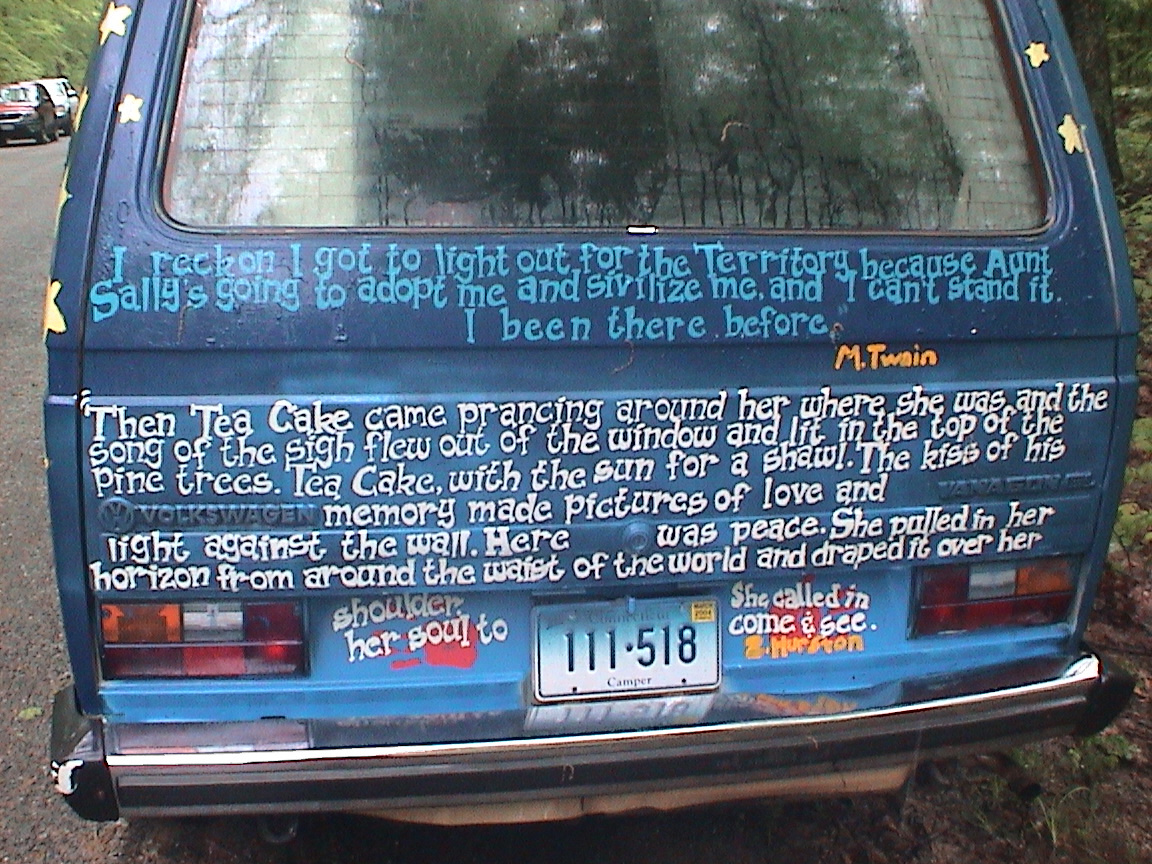 I reckon I got to light out for the Territory because Aunt
Sally's going to adopt me and sivilize me, and I can't stand it.
I been there before."
M. Twain
"Then Tea Cake came prancing around her where she was and the
song of the sigh flew out of the window and lit in the top of the
pine trees. Tea Cake, with the sun for a shawl. The kiss of his
VANAGON GL
VOLKSWAGEN memory made pictures of love and
light against the wall. Here was peace. She pulled in her
horizon from around the waist of the world and draped it over her
shoulder She called in
her soul to come & see.
Z. Hurston
Connecticut
MARCH
2004
111·518
Camper